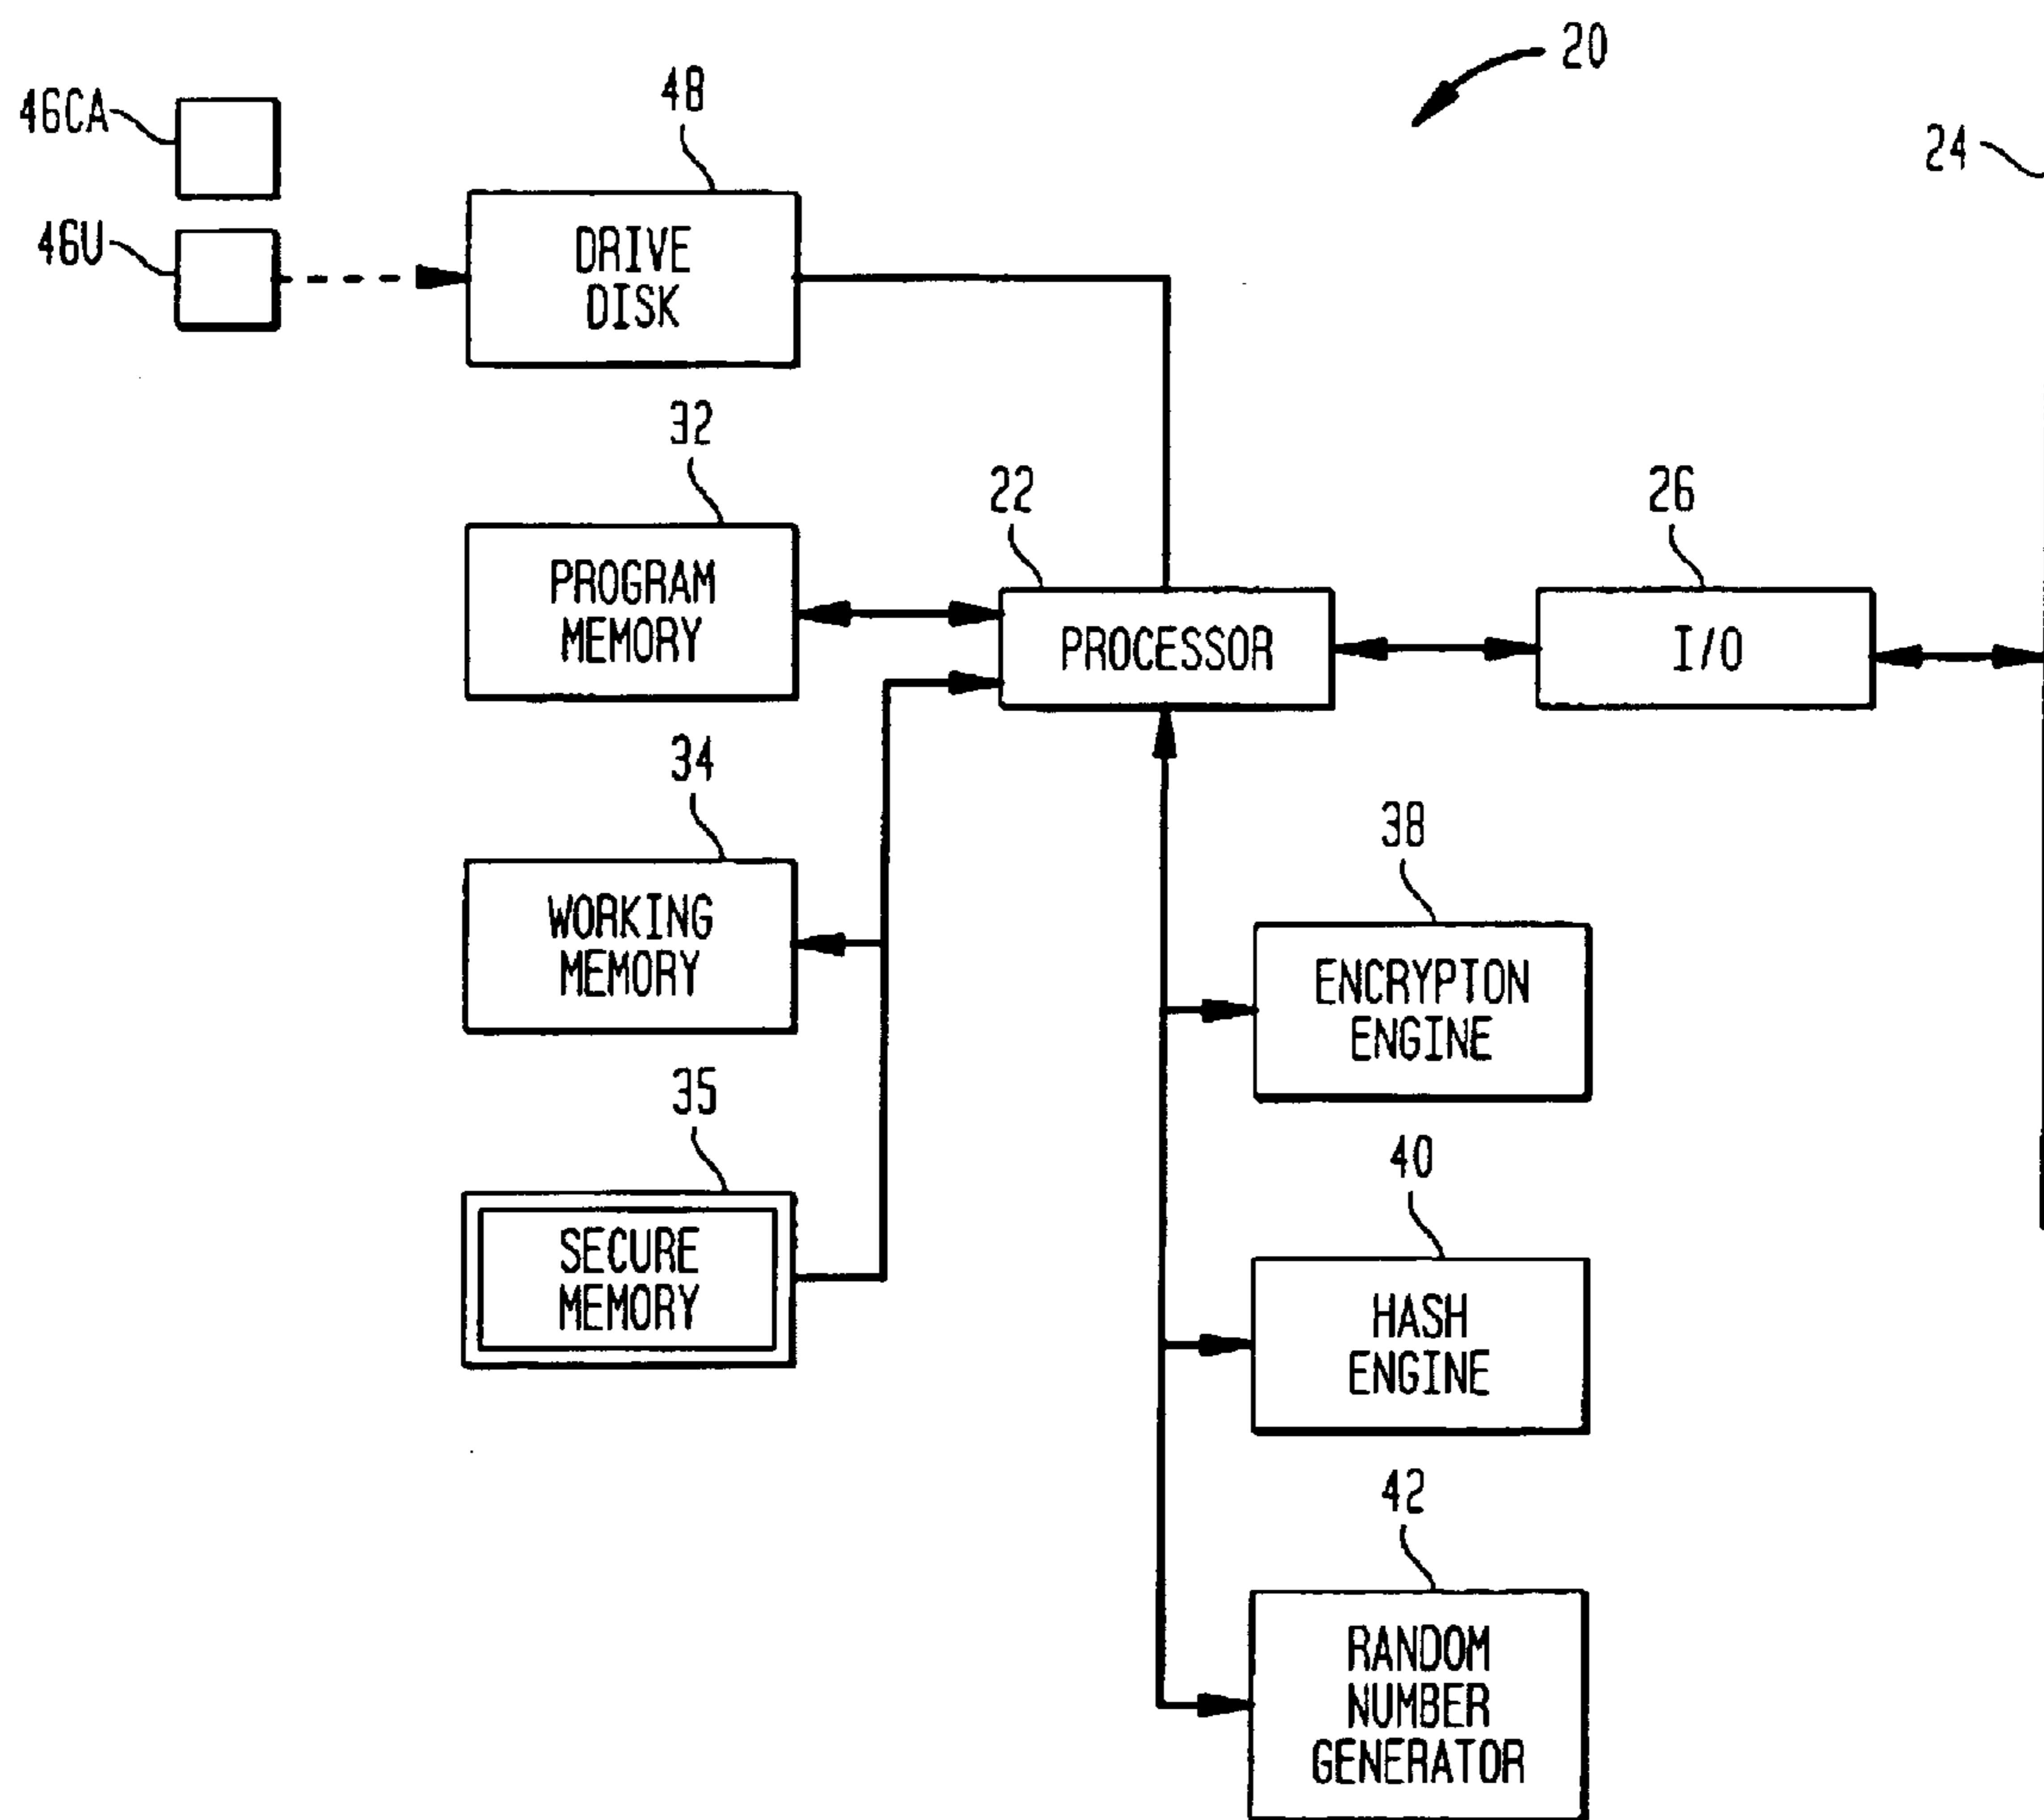 20
46CA
48
24
46U
DRIVE
DISK
32
22
26
PROGRAM
MEMORY
PROCESSOR
I/O
34
38
WORKING
MEMORY
ENCRYPTON
ENGINE
35
40
SECURE
MEMORY
HASH
ENGINE
42
RANDOM
NUMBER
GENERATOR